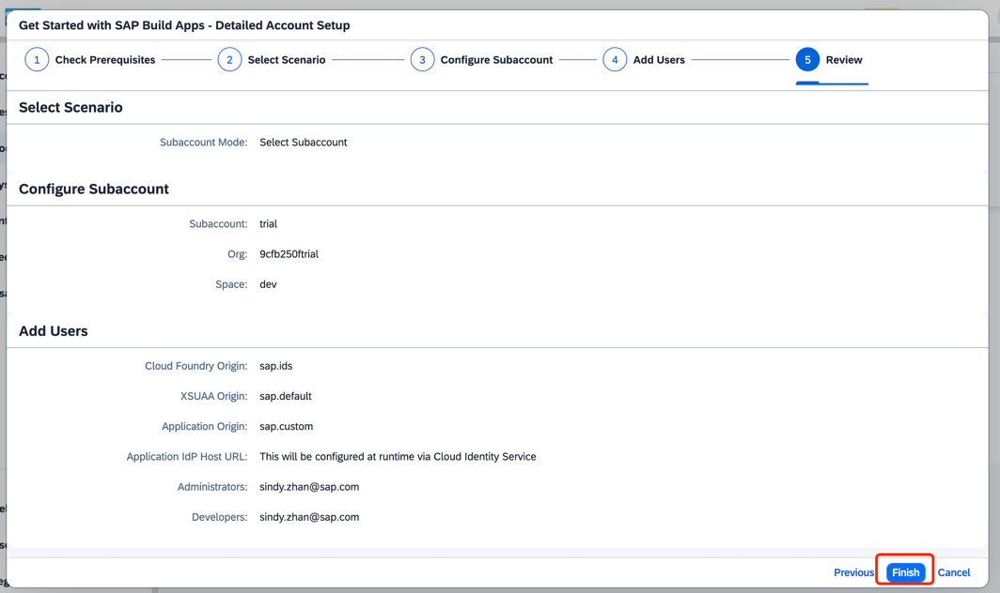 Get Started with SAP Build Apps - Detailed Account Setup
1 Check Prerequisites 2 Select Scenario 3 Configure Subaccount 4 Add Users 5 Review
Select Scenario
Subaccount Mode: Select Subaccount
Configure Subaccount
Subaccount: trial
Org: 9cfb250ftrial
Space: dev
Add Users
Cloud Foundry Origin: sap.ids
XSUAA Origin: sap.default
Application Origin: sap.custom
Application IdP Host URL: This will be configured at runtime via Cloud Identity Service
Administrators: sindy.zhan@sap.com
Developers: sindy.zhan@sap.com
Previous Finish Cancel